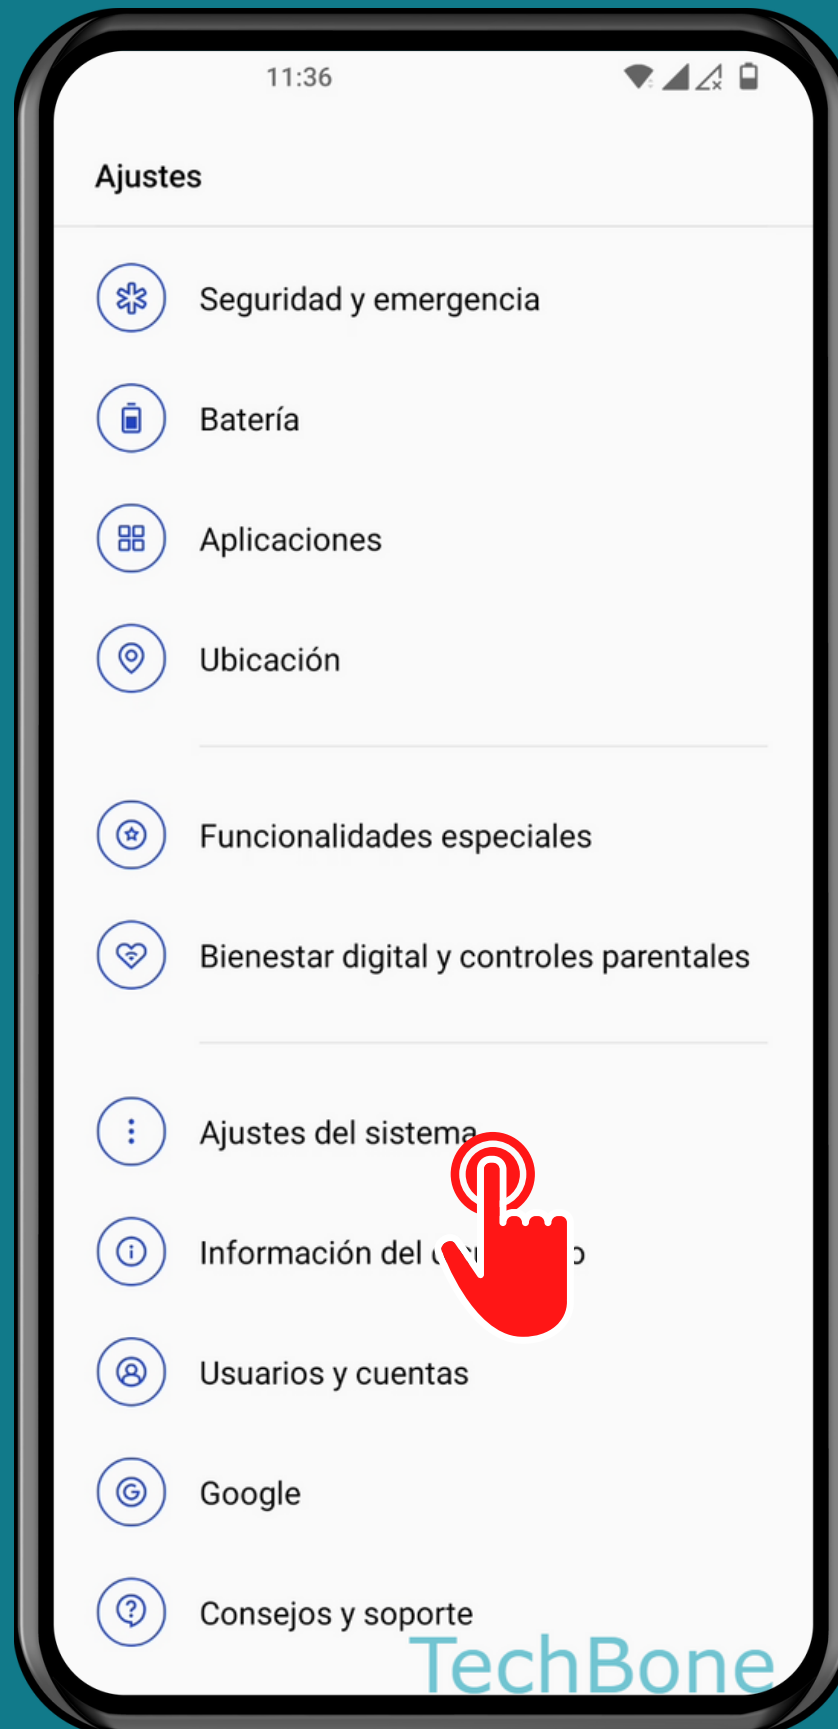 11:36
Ajustes
Seguridad y emergencia
Batería
Aplicaciones
Ubicación
Funcionalidades especiales
Bienestar digital y controles parentales
Ajustes del sistema
Información del
Usuarios y cuentas
Google
Consejos y soporte
TechBone